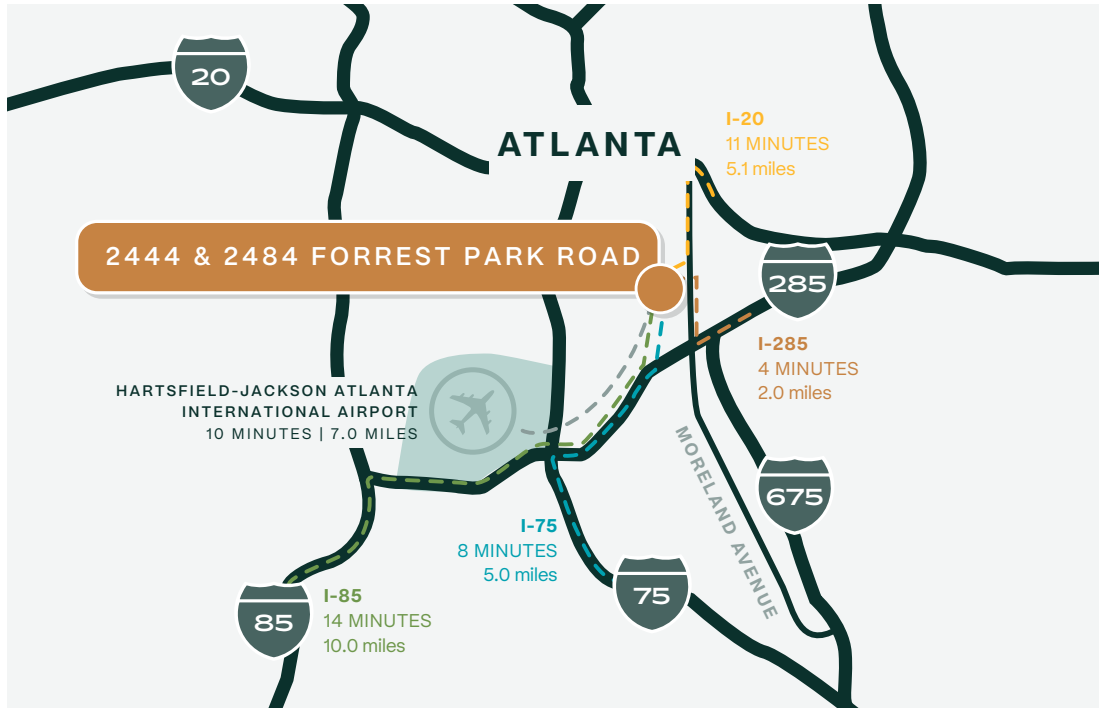 20
ATLANTA
I-20
11 MINUTES
5.1 miles
2444 & 2484 FORREST PARK ROAD
285
I-285
4 MINUTES
2.0 miles
HARTSFIELD-JACKSON ATLANTA
INTERNATIONAL AIRPORT
10 MINUTES | 7.0 MILES
MORELAND AVENUE
675
I-75
8 MINUTES
5.0 miles
75
I-85
14 MINUTES
10.0 miles
85